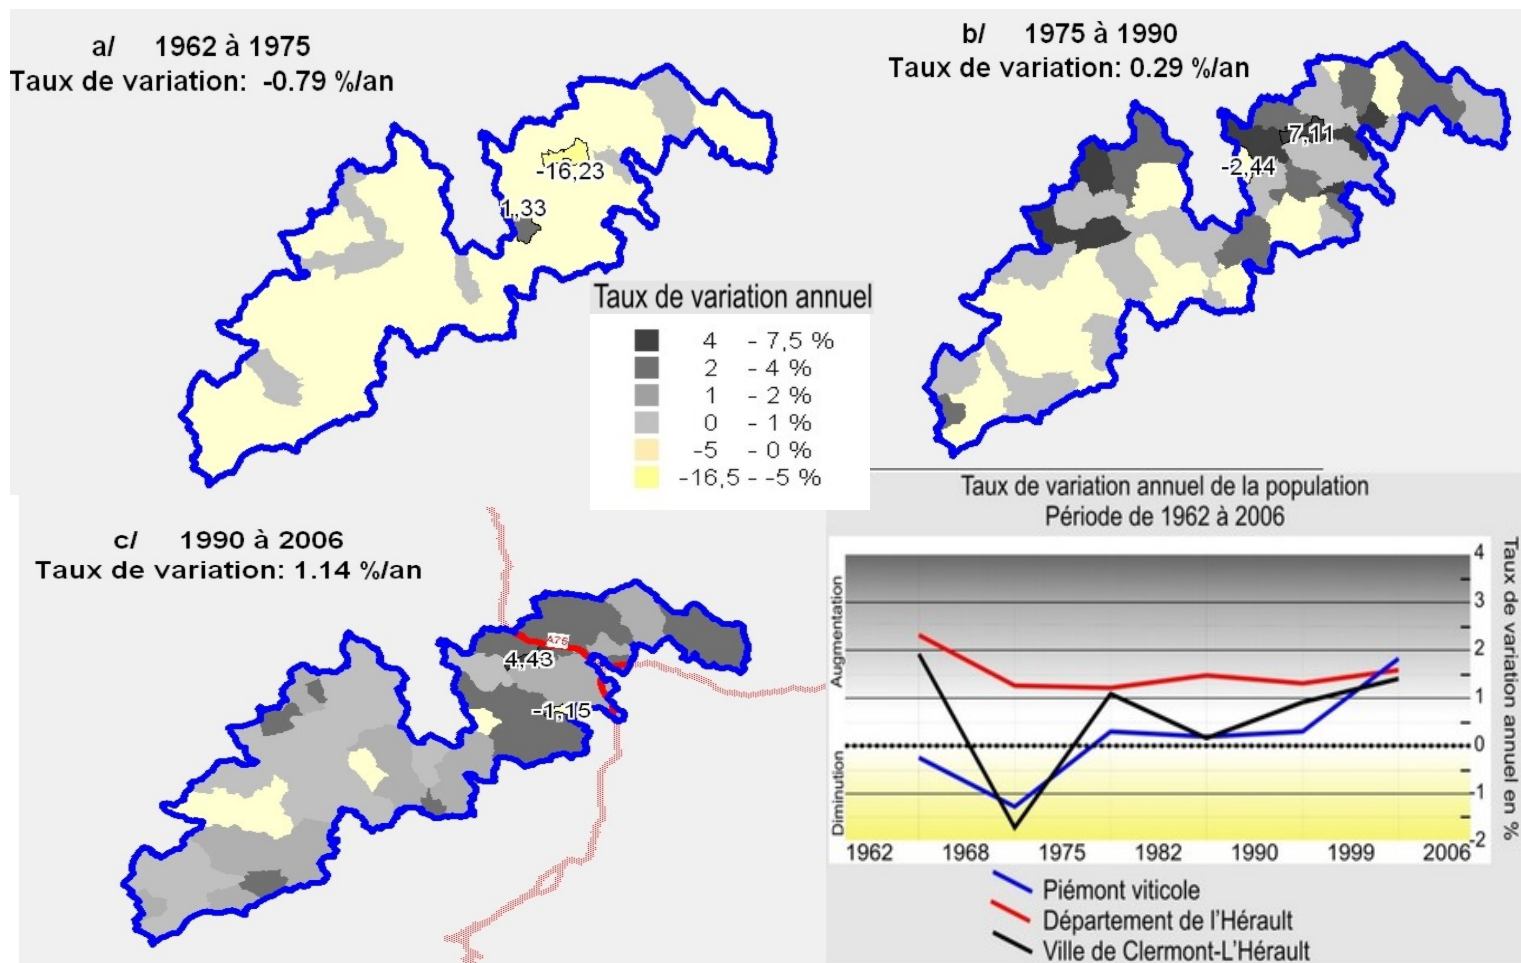 a/ 1962 à 1975
Taux de variation: -0.79 %/an
-16,23
1,33
b/ 1975 à 1990
Taux de variation: 0.29 %/an
7,11
-2,44
Taux de variation annuel
4 - 7,5 %
2 - 4 %
1 - 2 %
0 - 1 %
-5 - 0 %
-16,5 - -5 %
c/ 1990 à 2006
Taux de variation: 1.14 %/an
A75
4,43
-1,15
Taux de variation annuel de la population
Période de 1962 à 2006
Augmentation
Diminution
4
3
2
1
0
-1
-2
Taux de variation annuel en %
1962 1968 1975 1982 1990 1999 2006
Piémont viticole
Département de l'Hérault
Ville de Clermont-L'Hérault